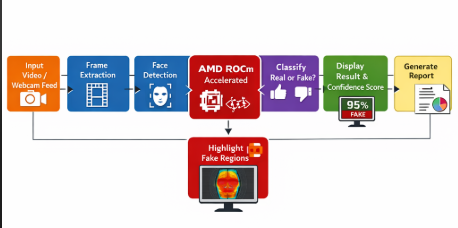 Input
Video /
Webcam Feed
Frame
Extraction
Face
Detection
AMD ROCm
Accelerated
Classify
Real or Fake?
Display
Result &
Confidence Score
95%
FAKE
Generate
Report
Highlight
Fake Regions